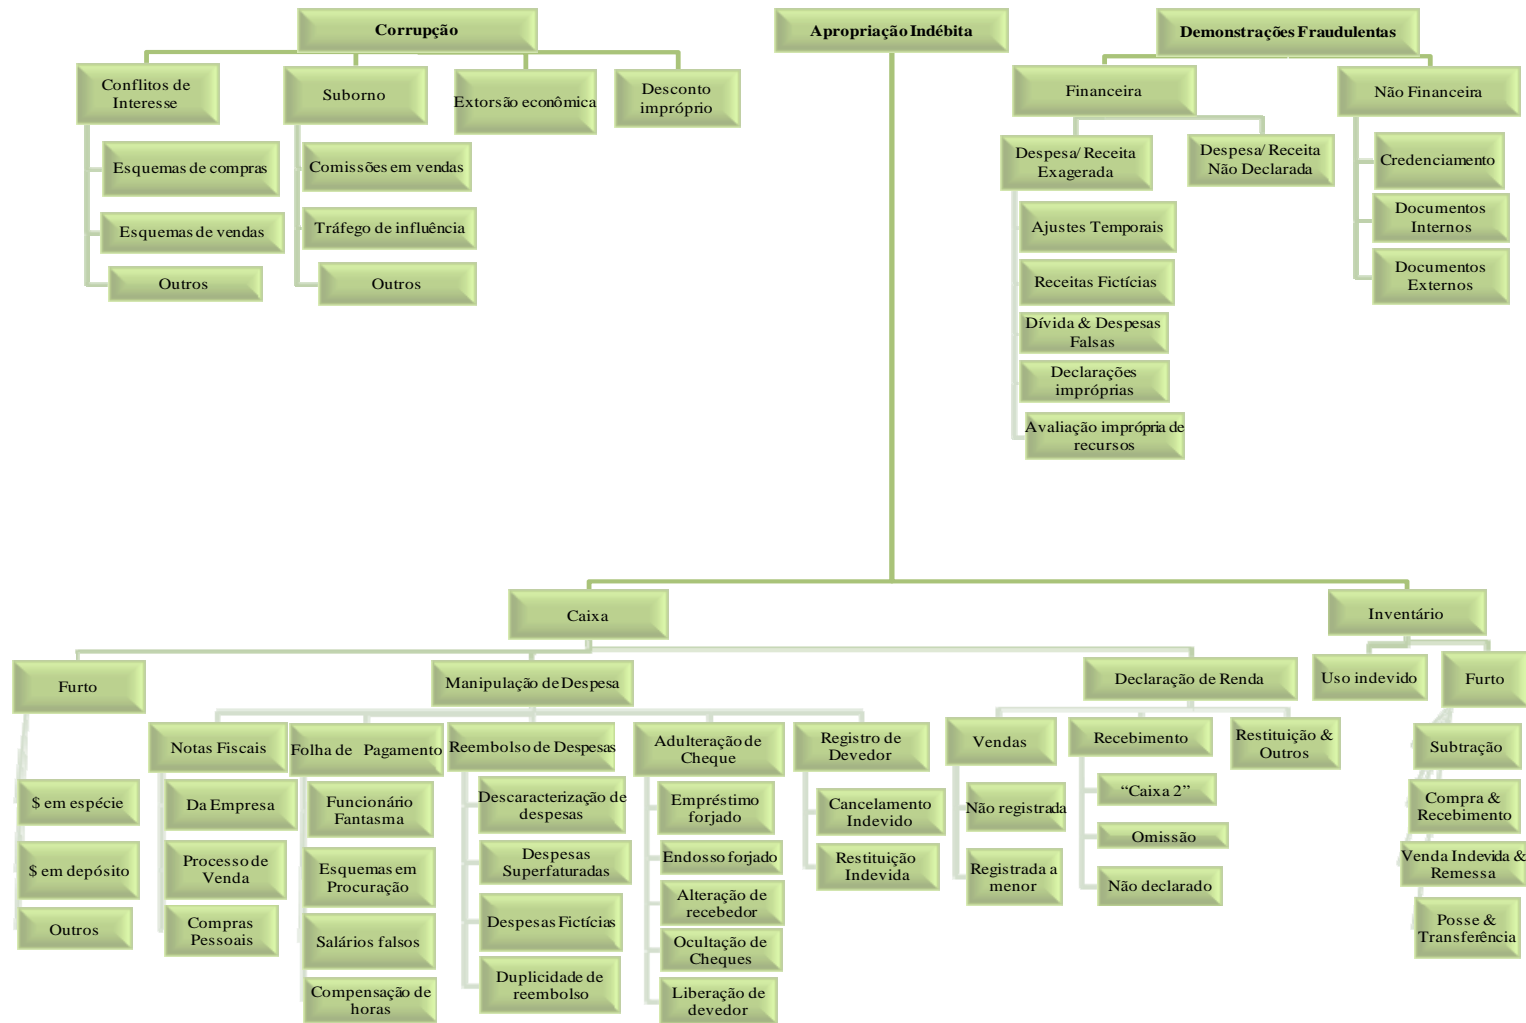 Corrupção
Apropriação Indébita
Demonstrações Fraudulentas
Conflitos de
Interesse
Suborno
Extorsão econômica
Desconto
impróprio
Financeira
Não Financeira
Esquemas de compras
Esquemas de vendas
Outros
Comissões em vendas
Tráfego de influência
Outros
Despesa/ Receita
Exagerada
Despesa/ Receita
Não Declarada
Ajustes Temporais
Receitas Fictícias
Dívida & Despesas
Falsas
Declarações
impróprias
Avaliação imprópria de
recursos
Credenciamento
Documentos
Internos
Documentos
Externos
Caixa
Inventário
Furto
Manipulação de Despesa
Declaração de Renda
Uso indevido
Furto
$ em espécie
$ em depósito
Outros
Notas Fiscais
Da Empresa
Processo de
Venda
Compras
Pessoais
Folha de Pagamento
Funcionário
Fantasma
Esquemas em
Procuração
Salários falsos
Compensação de
horas
Reembolso de Despesas
Descaracterização de
despesas
Despesas
Superfaturadas
Despesas Fictícias
Duplicidade de
reembolso
Adulteração de
Cheque
Empréstimo
forjado
Endosso forjado
Alteração de
recebedor
Ocultação de
Cheques
Liberação de
devedor
Registro de
Devedor
Cancelamento
Indevido
Restituição
Indevida
Vendas
Não registrada
Registrada a
menor
Recebimento
“Caixa 2”
Omissão
Não declarado
Restituição &
Outros
Subtração
Compra &
Recebimento
Venda Indevida &
Remessa
Posse &
Transferência